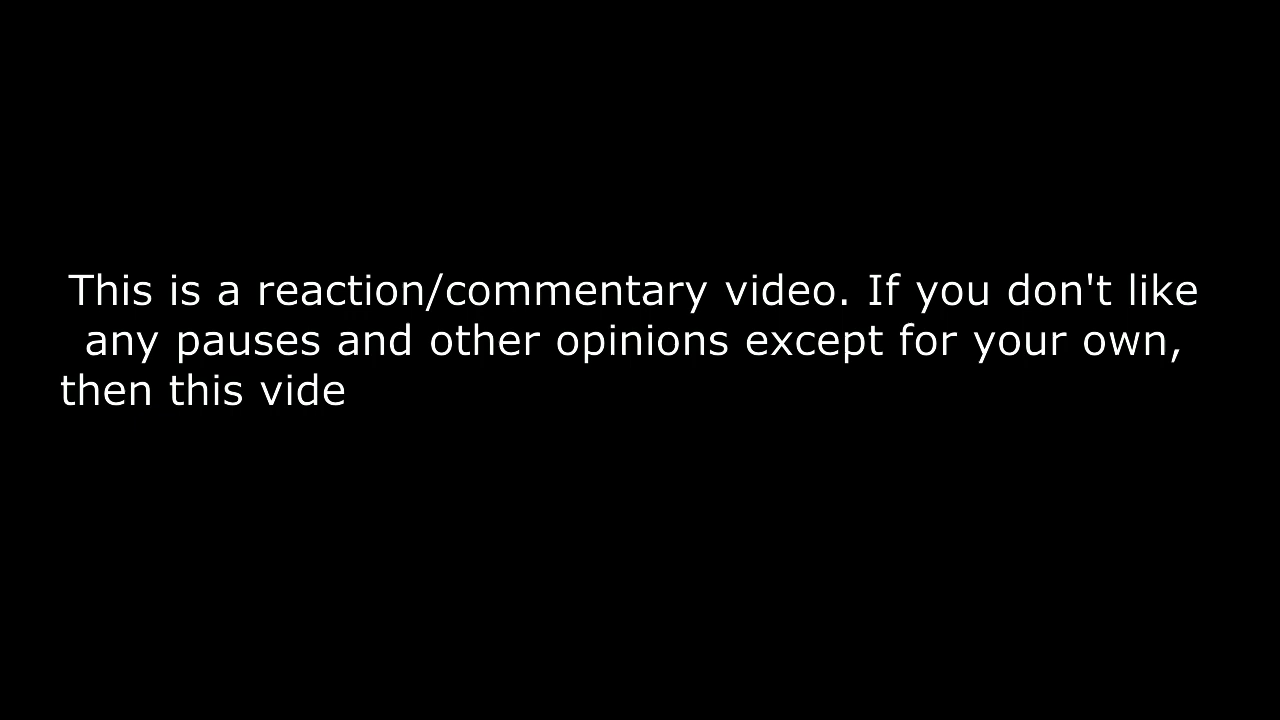 This is a reaction/commentary video. If you don't like
any pauses and other opinions except for your own,
then this vide